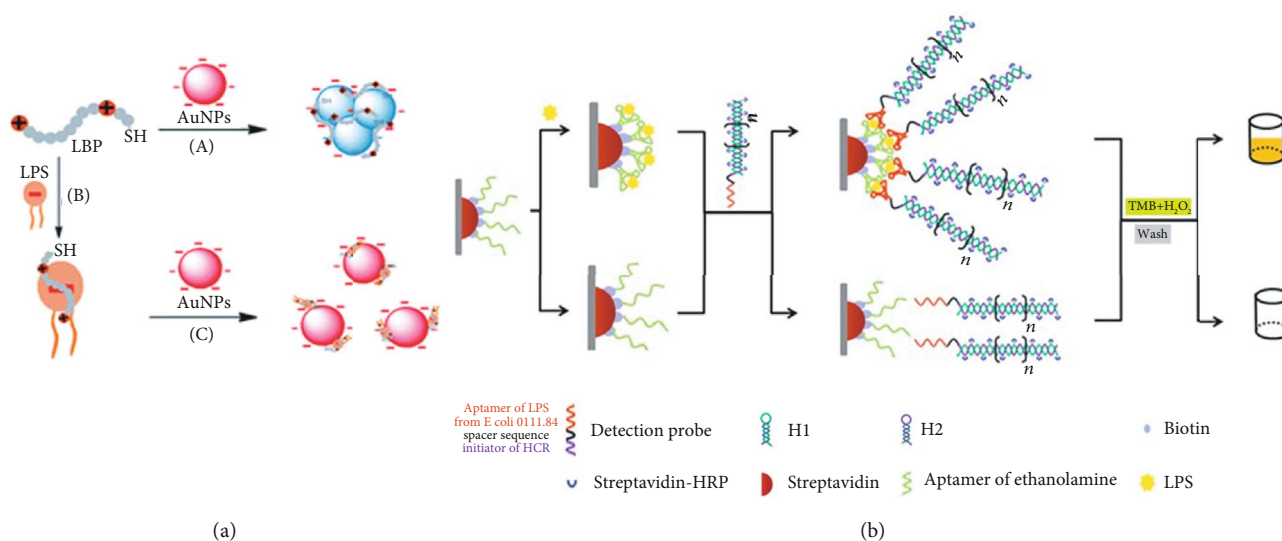 AuNPs
(A)
SH
LBP
SH
LPS
(B)
SH
AuNPs
(C)
n
n
n
n
n
n
n
TMB+H₂O₂
Wash
Aptamer of LPS
from E coli 0111.84
spacer sequence
initiator of HCR
Detection probe
H1
H2
Biotin
Streptavidin-HRP
Streptavidin
Aptamer of ethanolamine
LPS
(a)
(b)